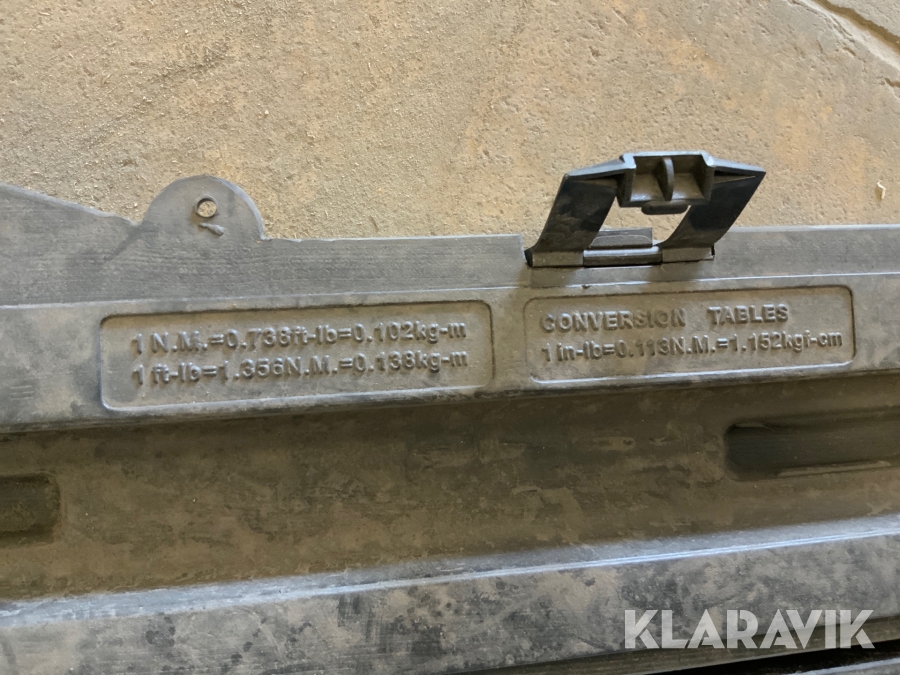 1 N.M.=0.738ft-lb=0.102kg-m
1 ft-lb=1.356N.M.=0.138kg-m
CONVERSION TABLES
1 in-lb=0.113N.M.=1.152kgi-cm
KLARAVIK